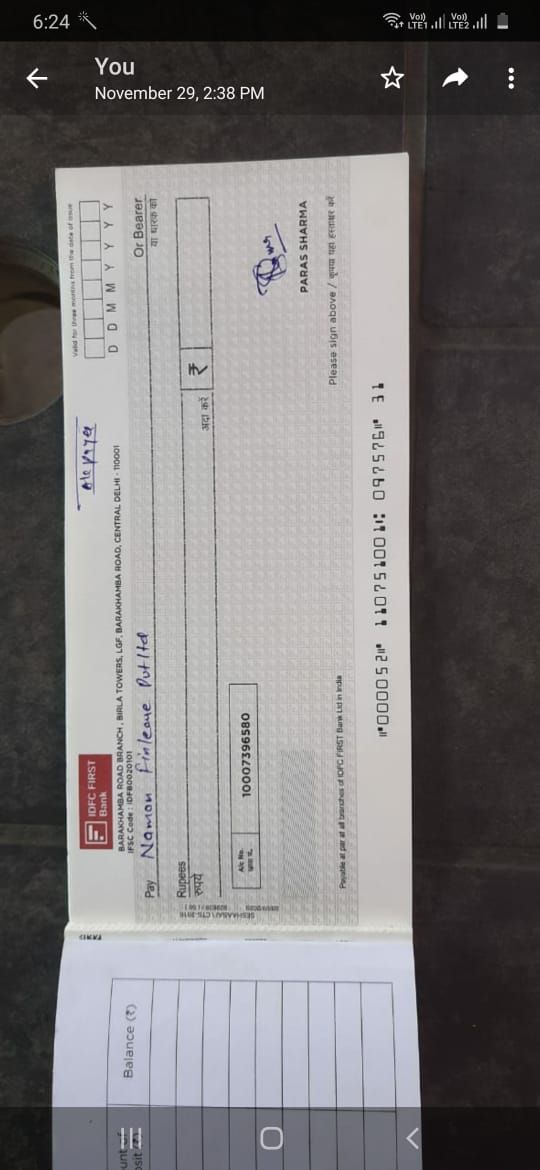 6:24
Vo)) LTE1 Vo)) LTE2
You
November 29, 2:38 PM
Valid for three months from the date of issue
D D M M Y Y Y Y
IDFC FIRST
Bank
BARAKHAMBA ROAD BRANCH, BIRLA TOWERS, LGF, BARAKHAMBA ROAD, CENTRAL DELHI - 110001
IFSC Code : IDFB0020101
Pay Naman Finlease Pvt Ltd Or Bearer
या धारक को
Rupees
रुपये अदा करें ₹
A/c No. 10007396580
खाता सं.
PARAS SHARMA
Please sign above / कृपया यहां हस्ताक्षर करें
Payable at par at all branches of IDFC FIRST Bank Ltd in India
⑈000052⑈ 110751001⑆ 097576⑈ 31
Balance (₹)